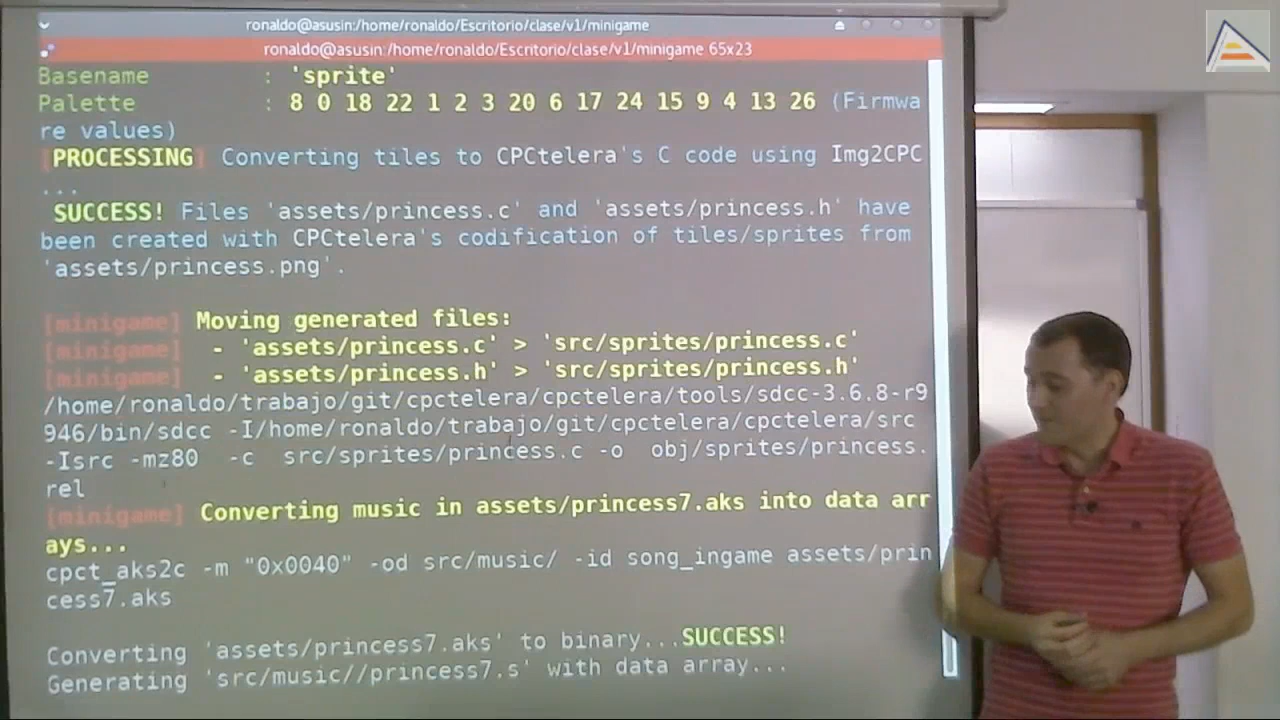 ronaldo@asusin:/home/ronaldo/Escritorio/clase/v1/minigame
ronaldo@asusin:/home/ronaldo/Escritorio/clase/v1/minigame 65x23
Basename : 'sprite'
Palette : 8 0 18 22 1 2 3 20 6 17 24 15 9 4 13 26 (Firmwa
re values)
[PROCESSING] Converting tiles to CPCtelera's C code using Img2CPC
...
SUCCESS! Files 'assets/princess.c' and 'assets/princess.h' have
been created with CPCtelera's codification of tiles/sprites from
'assets/princess.png'.
[minigame] Moving generated files:
[minigame] - 'assets/princess.c' > 'src/sprites/princess.c'
[minigame] - 'assets/princess.h' > 'src/sprites/princess.h'
/home/ronaldo/trabajo/git/cpctelera/cpctelera/tools/sdcc-3.6.8-r9
946/bin/sdcc -I/home/ronaldo/trabajo/git/cpctelera/cpctelera/src
-Isrc -mz80 -c src/sprites/princess.c -o obj/sprites/princess.
rel
[minigame] Converting music in assets/princess7.aks into data arr
ays...
cpct_aks2c -m "0x0040" -od src/music/ -id song_ingame assets/prin
cess7.aks
Converting 'assets/princess7.aks' to binary...SUCCESS!
Generating 'src/music//princess7.s' with data array...